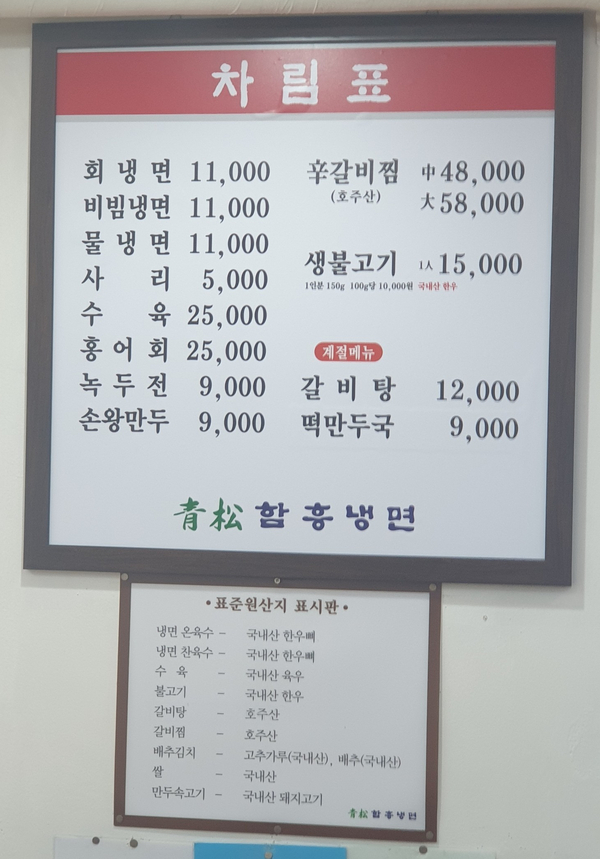 차림표
회 냉 면 11,000
비빔냉면 11,000
물 냉 면 11,000
사 리 5,000
수 육 25,000
홍 어 회 25,000
녹 두 전 9,000
손왕만두 9,000
辛갈비찜 中 48,000
(호주산) 大 58,000
생불고기 1人 15,000
1인분 150g 100g당 10,000원 국내산 한우
계절메뉴
갈 비 탕 12,000
떡만두국 9,000
靑松 함흥냉면
• 표준원산지 표시판 •
냉면 온육수 – 국내산 한우뼈
냉면 찬육수 – 국내산 한우뼈
수 육 – 국내산 육우
불고기 – 국내산 한우
갈비탕 – 호주산
갈비찜 – 호주산
배추김치 – 고추가루(국내산), 배추(국내산)
쌀 – 국내산
만두속고기 – 국내산 돼지고기
靑松 함흥냉면